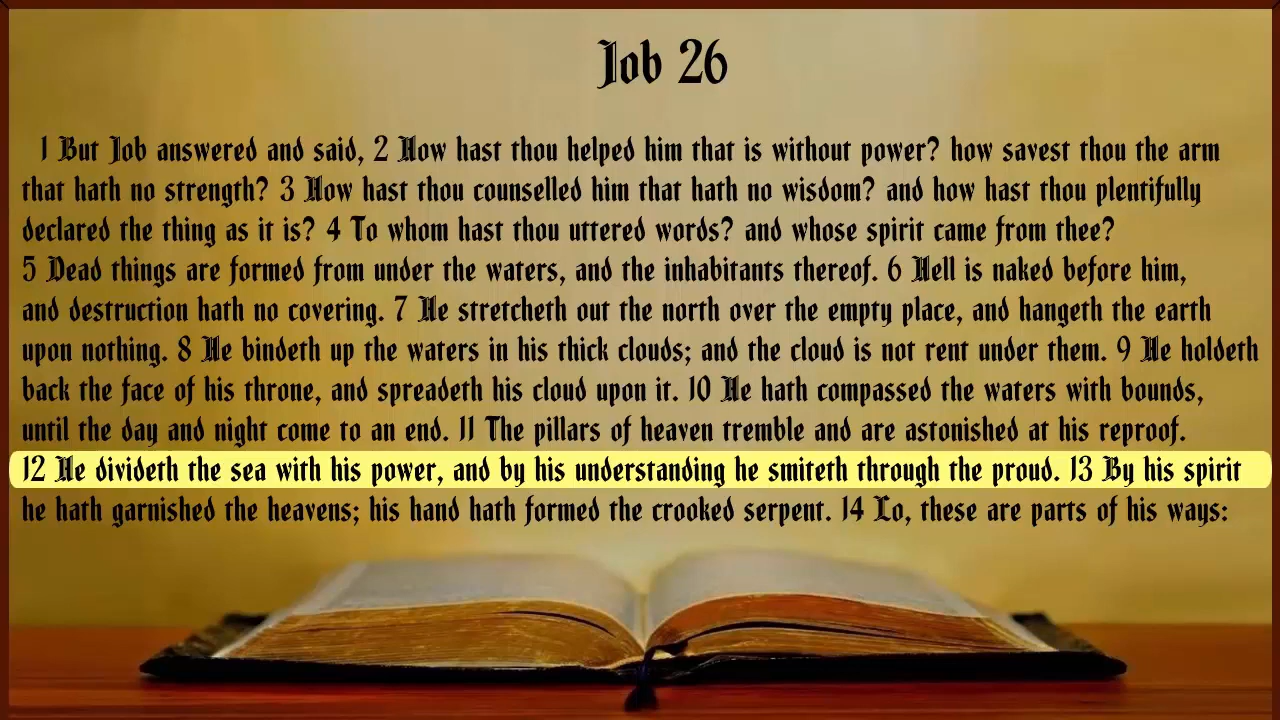 Job 26
1 But Job answered and said, 2 How hast thou helped him that is without power? how savest thou the arm
that hath no strength? 3 How hast thou counselled him that hath no wisdom? and how hast thou plentifully
declared the thing as it is? 4 To whom hast thou uttered words? and whose spirit came from thee?
5 Dead things are formed from under the waters, and the inhabitants thereof. 6 Hell is naked before him,
and destruction hath no covering. 7 He stretcheth out the north over the empty place, and hangeth the earth
upon nothing. 8 He bindeth up the waters in his thick clouds; and the cloud is not rent under them. 9 He holdeth
back the face of his throne, and spreadeth his cloud upon it. 10 He hath compassed the waters with bounds,
until the day and night come to an end. 11 The pillars of heaven tremble and are astonished at his reproof.
12 He divideth the sea with his power, and by his understanding he smiteth through the proud. 13 By his spirit
he hath garnished the heavens; his hand hath formed the crooked serpent. 14 Lo, these are parts of his ways: